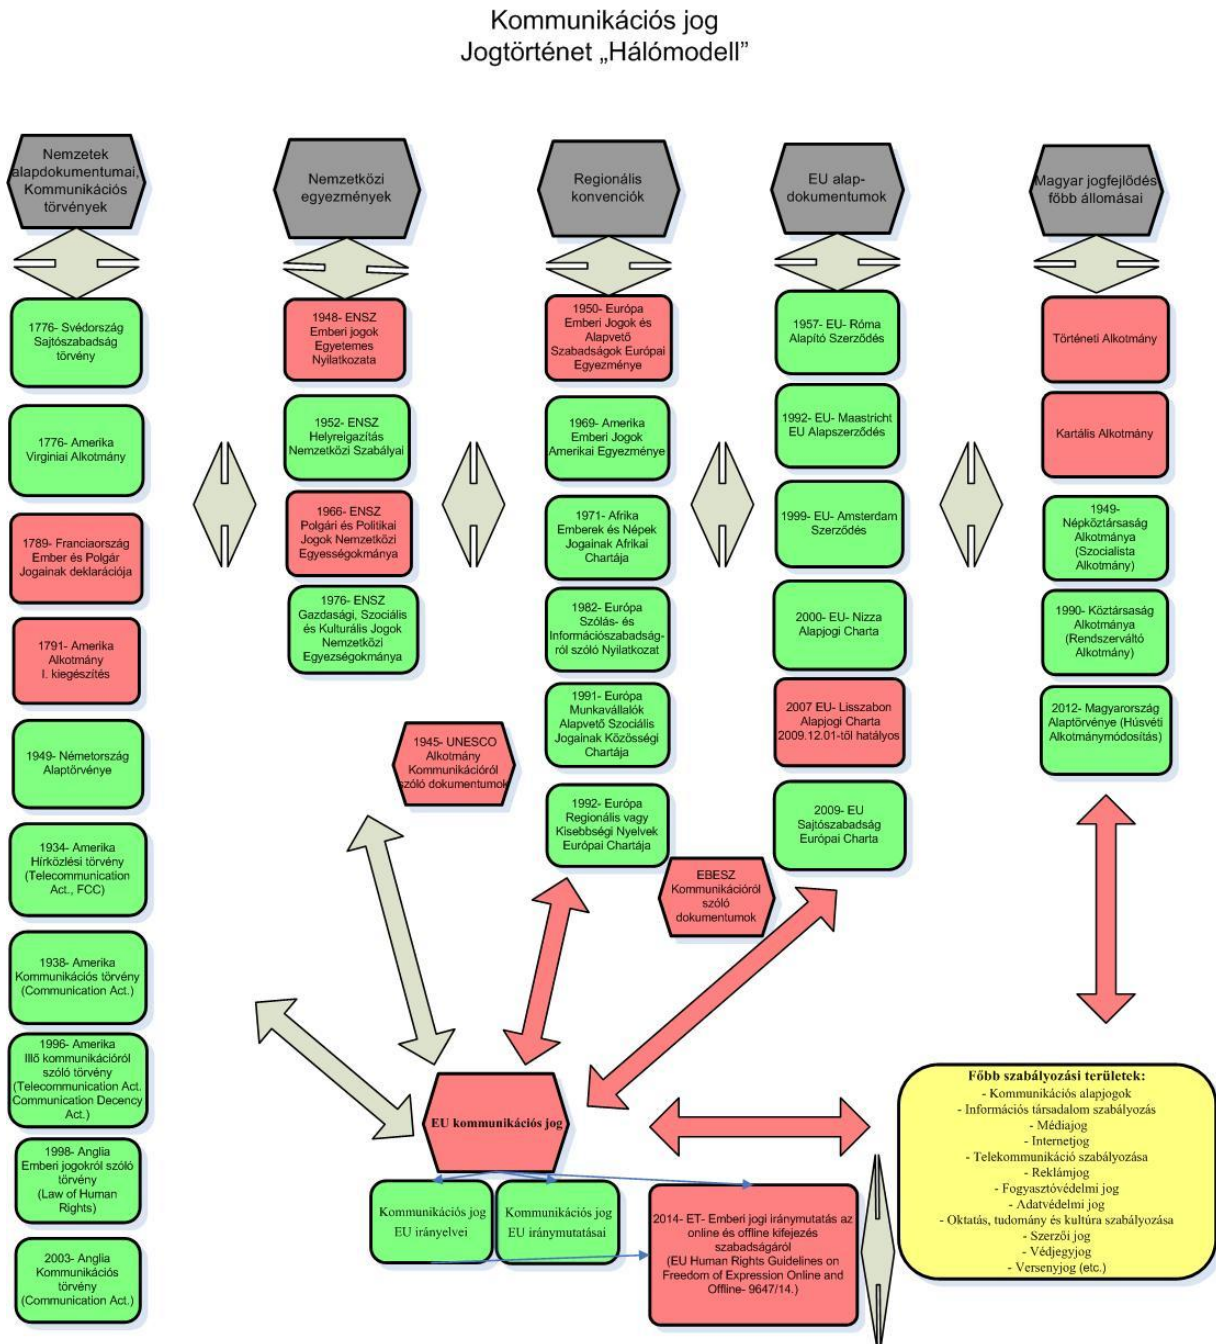 Kommunikációs jog
Jogtörténet „Hálómodell”
Nemzetek
alapdokumentumai,
Kommunikációs
törvények
1776- Svédország
Sajtószabadság
törvény
1776- Amerika
Virginiai Alkotmány
1789- Franciaország
Ember és Polgár
Jogainak deklarációja
1791- Amerika
Alkotmány
I. kiegészítés
1949- Németország
Alaptörvénye
1934- Amerika
Hírközlési törvény
(Telecommunication
Act., FCC)
1938- Amerika
Kommunikációs törvény
(Communication Act.)
1996- Amerika
Illő kommunikációról
szóló törvény
(Telecommunication Act.
Communication Decency
Act.)
1998- Anglia
Emberi jogokról szóló
törvény
(Law of Human
Rights)
2003- Anglia
Kommunikációs
törvény
(Communication Act.)
Nemzetközi
egyezmények
1948- ENSZ
Emberi jogok
Egyetemes
Nyilatkozata
1952- ENSZ
Helyreigazítás
Nemzetközi Szabályai
1966- ENSZ
Polgári és Politikai
Jogok Nemzetközi
Egyességokmánya
1976- ENSZ
Gazdasági, Szociális
és Kulturális Jogok
Nemzetközi
Egyezségokmánya
1945- UNESCO
Alkotmány
Kommunikációról
szóló dokumentumok
Regionális
konvenciók
1950- Európa
Emberi Jogok és
Alapvető
Szabadságok Európai
Egyezménye
1969- Amerika
Emberi Jogok
Amerikai Egyezménye
1971- Afrika
Emberek és Népek
Jogainak Afrikai
Chartája
1982- Európa
Szólás- és
Információszabadság-
ról szóló Nyilatkozat
1991- Európa
Munkavállalók
Alapvető Szociális
Jogainak Közösségi
Chartája
1992- Európa
Regionális vagy
Kisebbségi Nyelvek
Európai Chartája
EBESZ
Kommunikációról
szóló
dokumentumok
EU alap-
dokumentumok
1957- EU- Róma
Alapító Szerződés
1992- EU- Maastricht
EU Alapszerződés
1999- EU- Amsterdam
Szerződés
2000- EU- Nizza
Alapjogi Charta
2007 EU- Lisszabon
Alapjogi Charta
2009.12.01-től hatályos
2009- EU
Sajtószabadság
Európai Charta
Magyar jogfejlődés
főbb állomásai
Történeti Alkotmány
Kartális Alkotmány
1949-
Népköztársaság
Alkotmánya
(Szocialista
Alkotmány)
1990- Köztársaság
Alkotmánya
(Rendszerváltó
Alkotmány)
2012- Magyarország
Alaptörvénye (Húsvéti
Alkotmánymódosítás)
EU kommunikációs jog
Kommunikációs jog
EU irányelvei
Kommunikációs jog
EU iránymutatásai
2014- ET- Emberi jogi iránymutatás az
online és offline kifejezés
szabadságáról
(EU Human Rights Guidelines on
Freedom of Expression Online and
Offline- 9647/14.)
Főbb szabályozási területek:
- Kommunikációs alapjogok
- Információs társadalom szabályozás
- Médiajog
- Internetjog
- Telekommunikáció szabályozása
- Reklámjog
- Fogyasztóvédelmi jog
- Adatvédelmi jog
- Oktatás, tudomány és kultúra szabályozása
- Szerzői jog
- Védjegyjog
- Versenyjog (etc.)